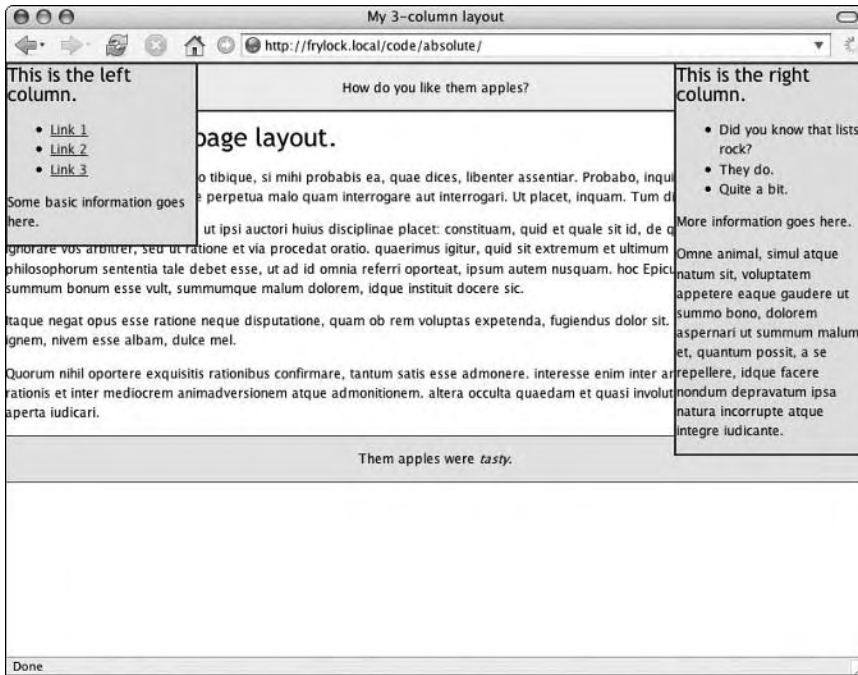 My 3-column layout
http://frylock.local/code/absolute/
This is the left
column.
• Link 1
• Link 2
• Link 3
Some basic information goes
here.
How do you like them apples?
page layout.
o tibique, si mihi probabis ea, quae dices, libenter assentiar. Probabo, inqui
perpetua malo quam interrogare aut interrogari. Ut placet, inquam. Tum di
ut ipsi auctori huius disciplinae placet: constituam, quid et quale sit id, de q
ignorare vos arbitrer, sed ut ratione et via procedat oratio. quaerimus igitur, quid sit extremum et ultimum
philosophorum sententia tale debet esse, ut ad id omnia referri oporteat, ipsum autem nusquam. hoc Epicu
summum bonum esse vult, summumque malum dolorem, idque instituit docere sic.
Itaque negat opus esse ratione neque disputatione, quam ob rem voluptas expetenda, fugiendus dolor sit.
ignem, nivem esse albam, dulce mel.
Quorum nihil oportere exquisitis rationibus confirmare, tantum satis esse admonere. interesse enim inter ar
rationis et inter mediocrem animadversionem atque admonitionem. altera occulta quaedam et quasi involut
aperta iudicari.
This is the right
column.
• Did you know that lists
rock?
• They do.
• Quite a bit.
More information goes here.
Omne animal, simul atque
natum sit, voluptatem
appetere eaque gaudere ut
summo bono, dolorem
aspernari ut summum malum
et, quantum possit, a se
repellere, idque facere
nondum depravatum ipsa
natura incorrupte atque
integre iudicante.
Them apples were tasty.
Done